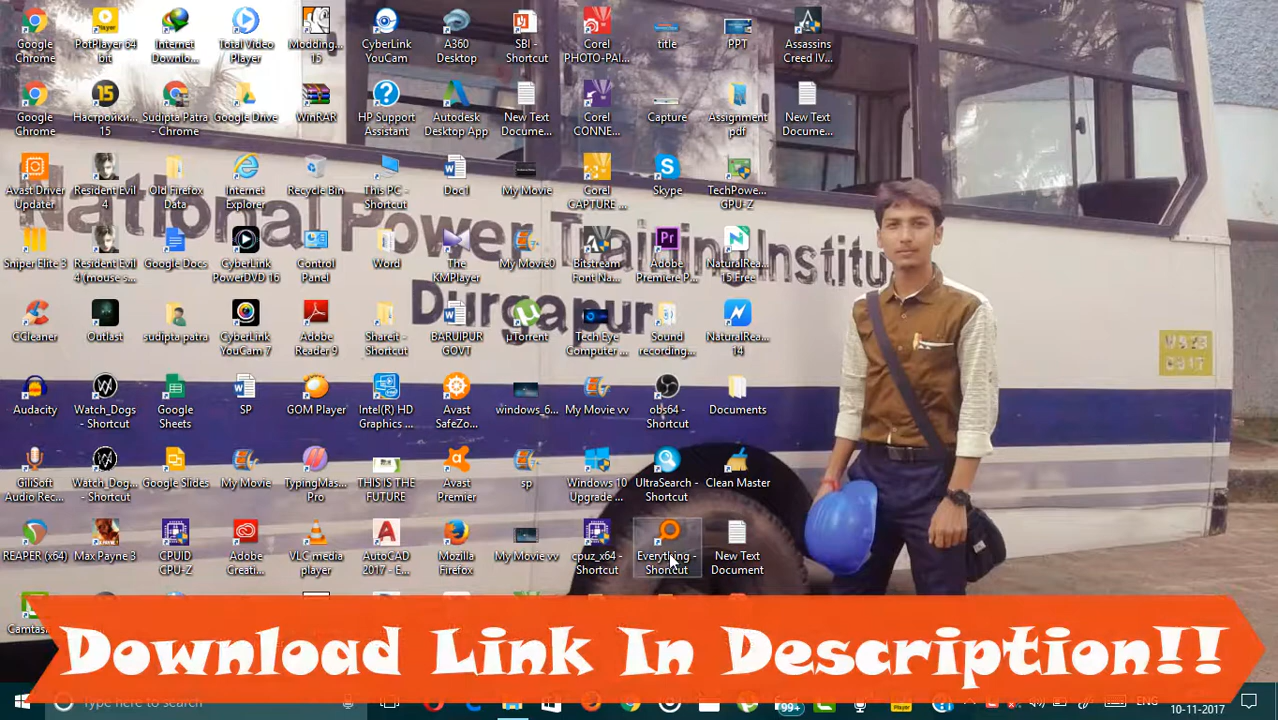 Google
Chrome
PotPlayer 64
bit
Internet
Downlo...
Total Video
Player
Modding...
15
CyberLink
YouCam
A360
Desktop
SBI -
Shortcut
Corel
PHOTO-PAI...
title
PPT
Assassins
Creed IV...
Google
Chrome
Настройки...
15
Sudipta Patra
- Chrome
Google Drive
WinRAR
HP Support
Assistant
Autodesk
Desktop App
New Text
Docume...
Corel
CONNE...
Capture
Assignment
pdf
New Text
Docume...
Avast Driver
Updater
Resident Evil
4
Old Firefox
Data
Internet
Explorer
Recycle Bin
This PC -
Shortcut
Doc1
My Movie
Corel
CAPTURE ...
Skype
TechPowe...
GPU-Z
National Power Training Institu
Sniper Elite 3
Resident Evil
4 (mouse s...
Google Docs
CyberLink
PowerDVD 16
Control
Panel
Word
The
KMPlayer
My Movie0
Bitstream
Font Na...
Adobe
Premiere P...
NaturalRea...
15 Free
Durgapur
CCleaner
Outlast
sudipta patra
CyberLink
YouCam 7
Adobe
Reader 9
Shareit -
Shortcut
BARUIPUR
GOVT
µTorrent
Tech Eye
Computer ...
Sound
recording...
NaturalRea...
14
Audacity
Watch_Dogs
- Shortcut
Google
Sheets
SP
GOM Player
Intel(R) HD
Graphics ...
Avast
SafeZo...
windows_6...
My Movie vv
obs64 -
Shortcut
Documents
GiliSoft
Audio Rec...
Watch_Dog...
- Shortcut
Google Slides
My Movie
TypingMas...
Pro
THIS IS THE
FUTURE
Avast
Premier
sp
Windows 10
Upgrade ...
UltraSearch -
Shortcut
Clean Master
REAPER (x64)
Max Payne 3
CPUID
CPU-Z
Adobe
Creati...
VLC media
player
AutoCAD
2017 - E...
Mozilla
Firefox
My Movie vv
cpuz_x64 -
Shortcut
Everything -
Shortcut
New Text
Document
Download Link In Description!!
Type here to search
99+
ENG
10-11-2017